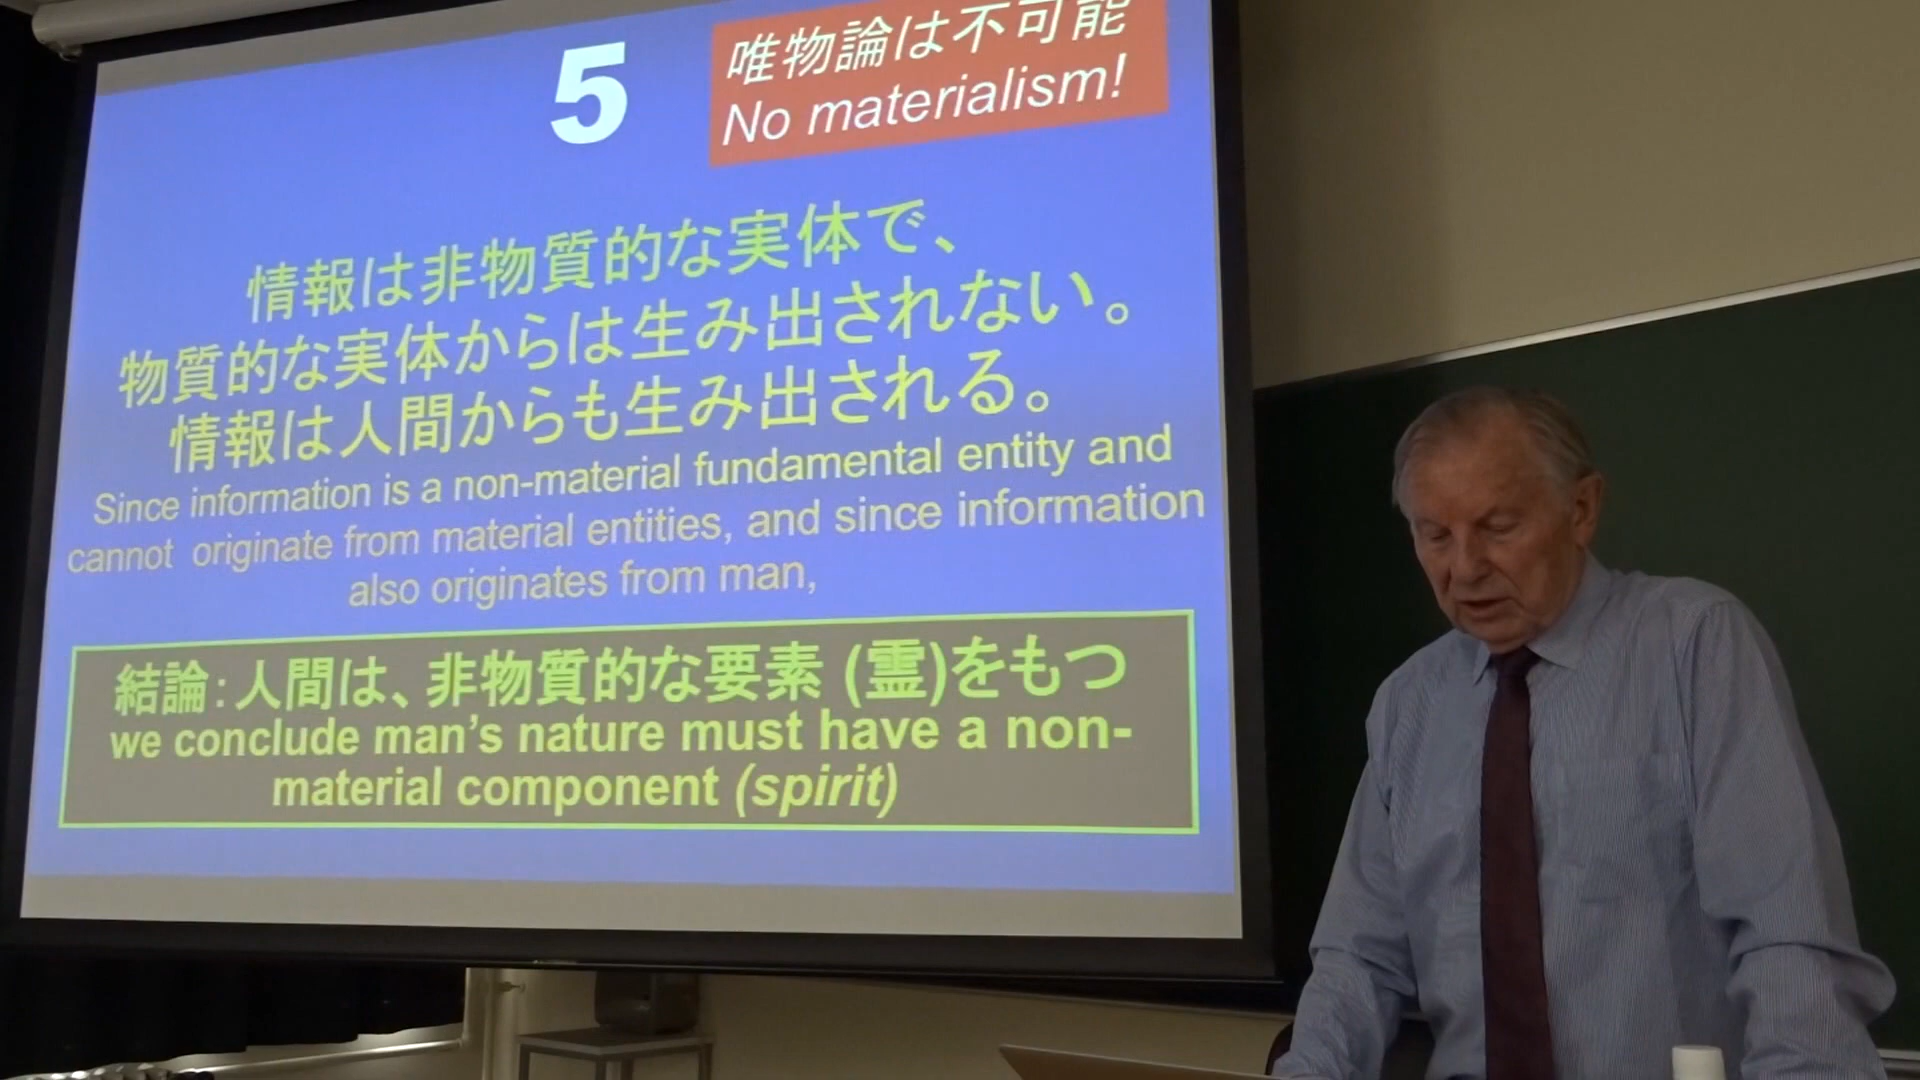 5
唯物論は不可能
No materialism!
情報は非物質的な実体で、
物質的な実体からは生み出されない。
情報は人間からも生み出される。
Since information is a non-material fundamental entity and
cannot originate from material entities, and since information
also originates from man,
結論：人間は、非物質的な要素 (霊)をもつ
we conclude man’s nature must have a non-
material component (spirit)